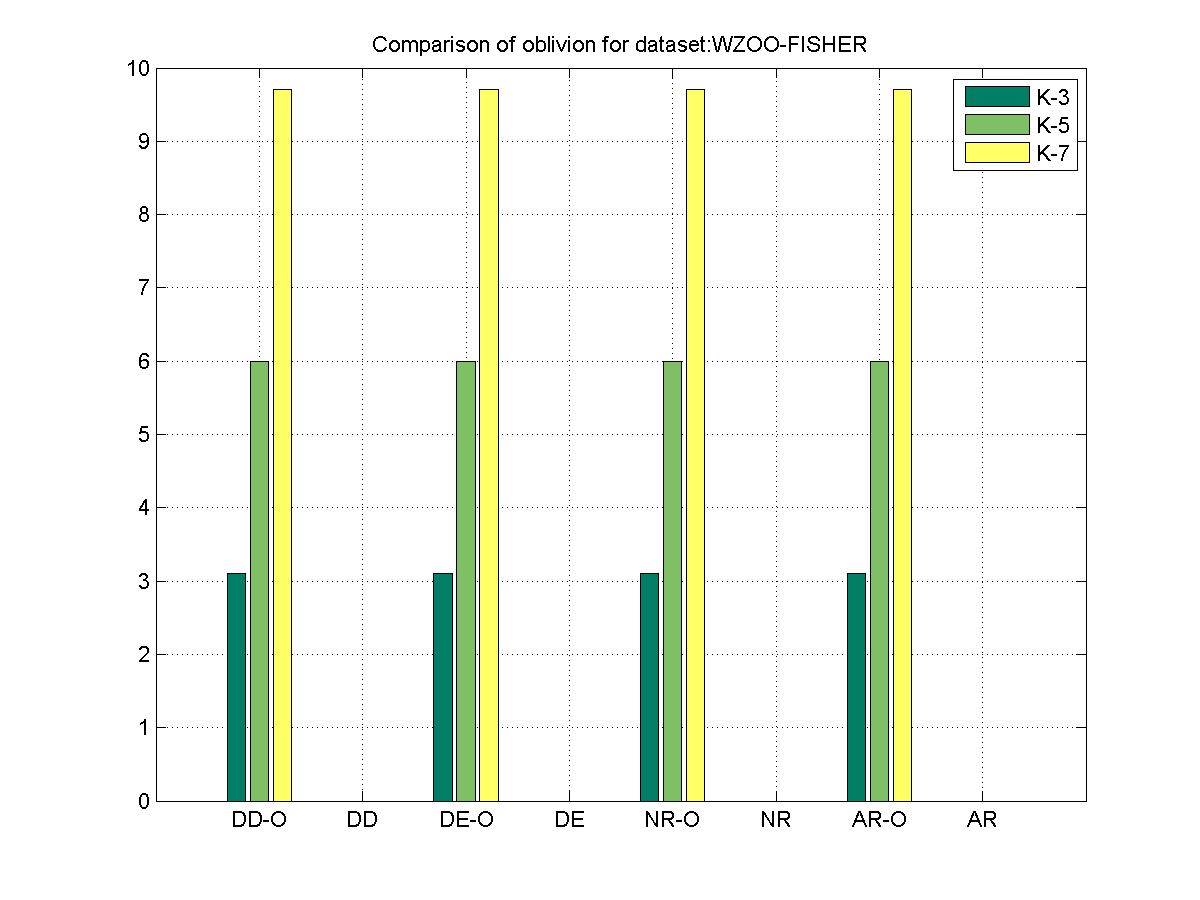 Comparison of oblivion for dataset:WZOO-FISHER
K-3
K-5
K-7
10
9
8
7
6
5
4
3
2
1
0
DD-O DD DE-O DE NR-O NR AR-O AR